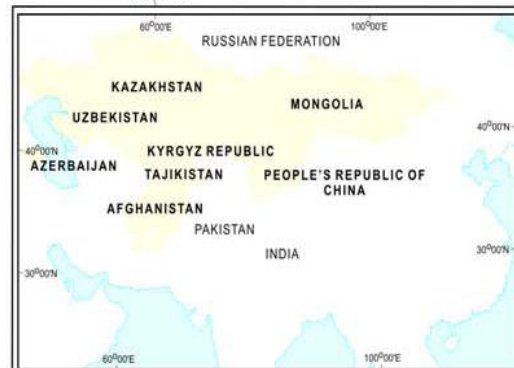 60°00'E 100°00'E
RUSSIAN FEDERATION
KAZAKHSTAN
MONGOLIA
UZBEKISTAN
40°00'N
KYRGYZ REPUBLIC
40°00'N
AZERBAIJAN
TAJIKISTAN
PEOPLE'S REPUBLIC OF
CHINA
AFGHANISTAN
PAKISTAN
INDIA
30°00'N
30°00'N
60°00'E 100°00'E